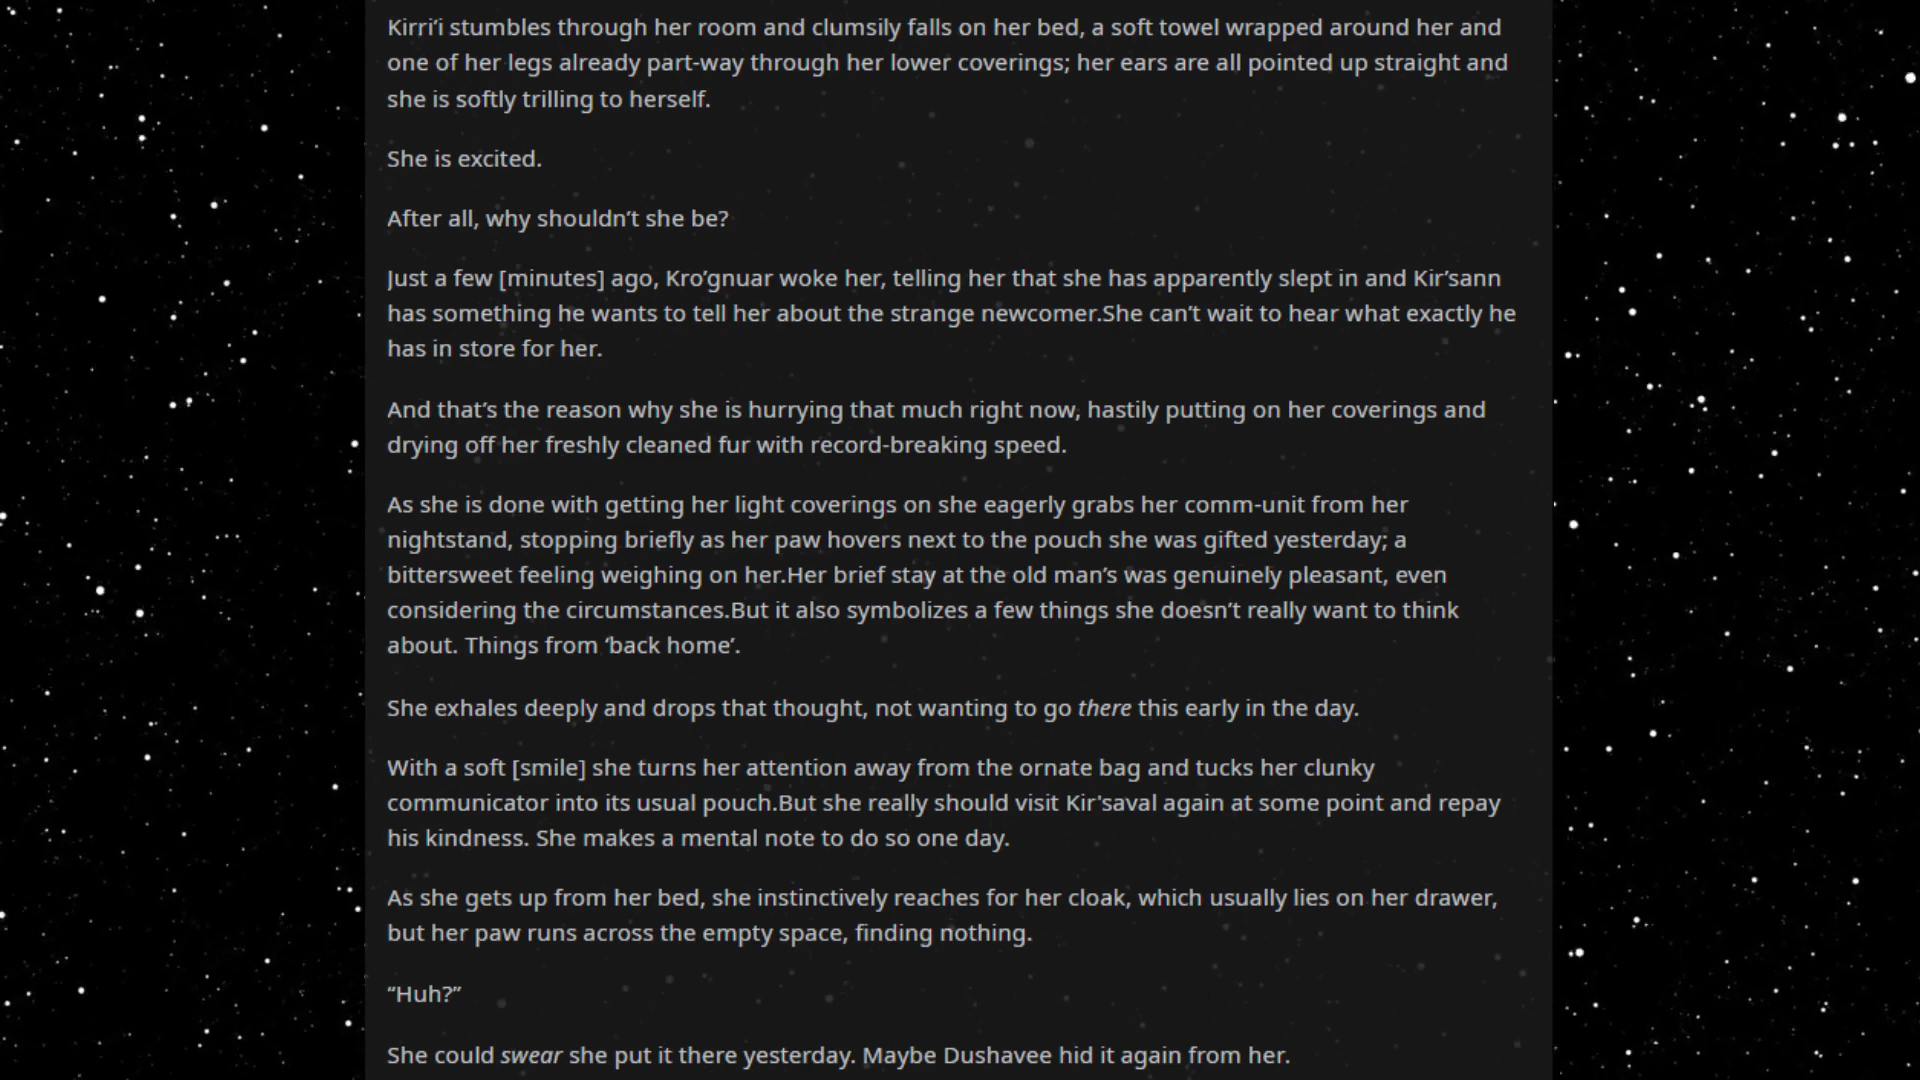 Kirri’i stumbles through her room and clumsily falls on her bed, a soft towel wrapped around her and
one of her legs already part-way through her lower coverings; her ears are all pointed up straight and
she is softly trilling to herself.
She is excited.
After all, why shouldn’t she be?
Just a few [minutes] ago, Kro’gnuar woke her, telling her that she has apparently slept in and Kir’sann
has something he wants to tell her about the strange newcomer.She can’t wait to hear what exactly he
has in store for her.
And that’s the reason why she is hurrying that much right now, hastily putting on her coverings and
drying off her freshly cleaned fur with record-breaking speed.
As she is done with getting her light coverings on she eagerly grabs her comm-unit from her
nightstand, stopping briefly as her paw hovers next to the pouch she was gifted yesterday; a
bittersweet feeling weighing on her.Her brief stay at the old man’s was genuinely pleasant, even
considering the circumstances.But it also symbolizes a few things she doesn’t really want to think
about. Things from ‘back home’.
She exhales deeply and drops that thought, not wanting to go there this early in the day.
With a soft [smile] she turns her attention away from the ornate bag and tucks her clunky
communicator into its usual pouch.But she really should visit Kir'saval again at some point and repay
his kindness. She makes a mental note to do so one day.
As she gets up from her bed, she instinctively reaches for her cloak, which usually lies on her drawer,
but her paw runs across the empty space, finding nothing.
“Huh?”
She could swear she put it there yesterday. Maybe Dushavee hid it again from her.